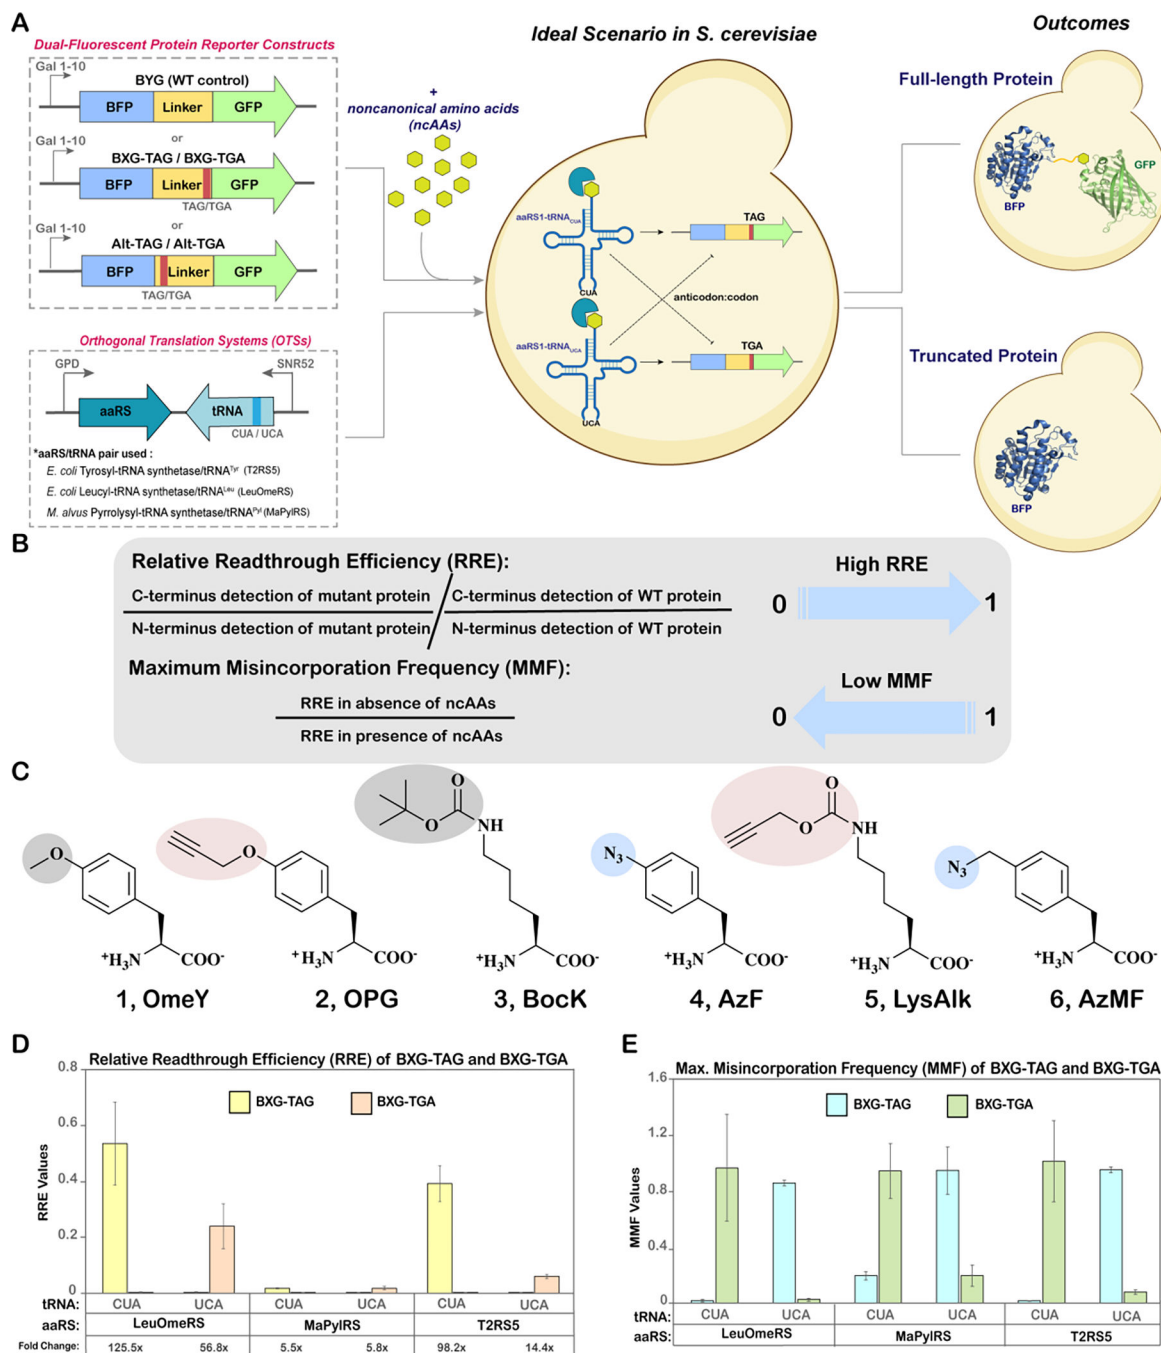 A
Dual-Fluorescent Protein Reporter Constructs
Gal 1-10
BYG (WT control)
BFP
Linker
GFP
or
Gal 1-10
BXG-TAG / BXG-TGA
BFP
Linker
GFP
TAG/TGA
or
Gal 1-10
Alt-TAG / Alt-TGA
BFP
Linker
GFP
TAG/TGA
Orthogonal Translation Systems (OTSs)
GPD
SNR52
aaRS
tRNA
CUA / UCA
*aaRS/tRNA pair used :
E. coli Tyrosyl-tRNA synthetase/tRNATyr (T2RS5)
E. coli Leucyl-tRNA synthetase/tRNALeu (LeuOmeRS)
M. alvus Pyrrolysyl-tRNA synthetase/tRNAPyl (MaPylRS)
+
noncanonical amino acids
(ncAAs)
Ideal Scenario in S. cerevisiae
aaRS1-tRNACUA
TAG
CUA
anticodon:codon
aaRS1-tRNAUCA
TGA
UCA
Outcomes
Full-length Protein
BFP
GFP
Truncated Protein
BFP
B
Relative Readthrough Efficiency (RRE):
C-terminus detection of mutant protein
N-terminus detection of mutant protein
C-terminus detection of WT protein
N-terminus detection of WT protein
High RRE
0
1
Maximum Misincorporation Frequency (MMF):
RRE in absence of ncAAs
RRE in presence of ncAAs
Low MMF
0
1
C
O
+H3N COO-
1, OmeY
O
+H3N COO-
2, OPG
O
O
NH
+H3N COO-
3, BocK
N3
+H3N COO-
4, AzF
O
O
NH
+H3N COO-
5, LysAlk
N3
+H3N COO-
6, AzMF
D
Relative Readthrough Efficiency (RRE) of BXG-TAG and BXG-TGA
BXG-TAG
BXG-TGA
RRE Values
0.8
0.6
0.4
0.2
0
tRNA: CUA UCA CUA UCA CUA UCA
aaRS: LeuOmeRS MaPylRS T2RS5
Fold Change: 125.5x 56.8x 5.5x 5.8x 98.2x 14.4x
E
Max. Misincorporation Frequency (MMF) of BXG-TAG and BXG-TGA
BXG-TAG
BXG-TGA
MMF Values
1.6
1.2
0.8
0.4
0
tRNA: CUA UCA CUA UCA CUA UCA
aaRS: LeuOmeRS MaPylRS T2RS5